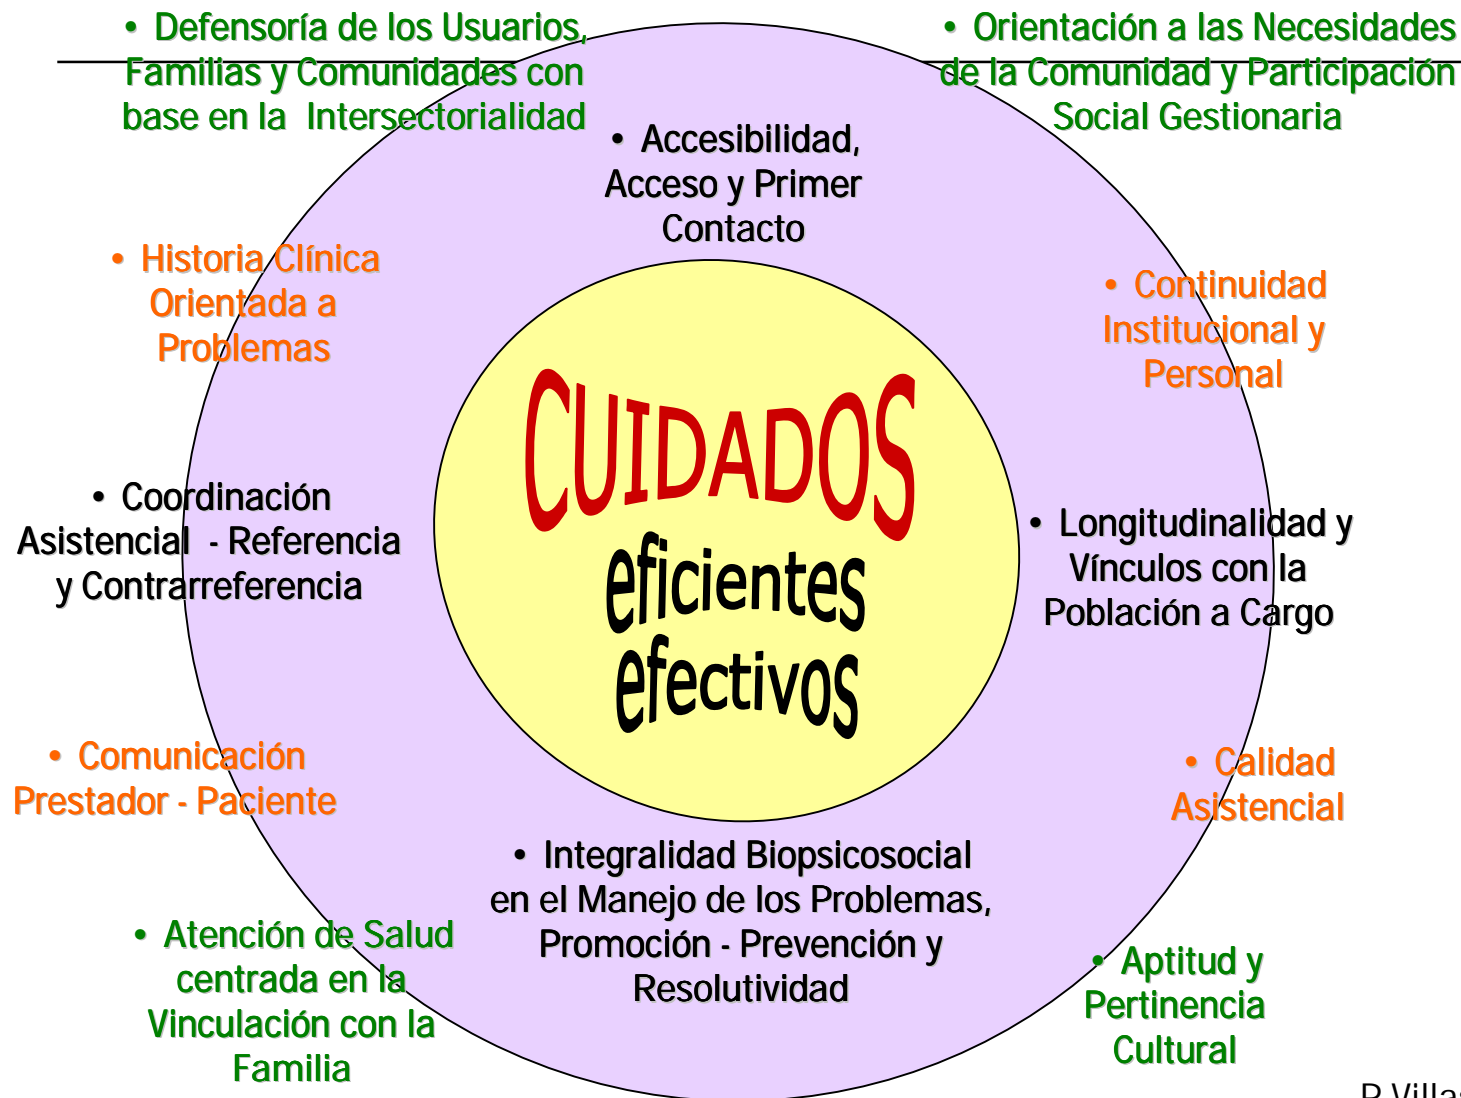 • Defensoría de los Usuarios,
Familias y Comunidades con
base en la Intersectorialidad
• Orientación a las Necesidades
de la Comunidad y Participación
Social Gestionaria
• Accesibilidad,
Acceso y Primer
Contacto
• Historia Clínica
Orientada a
Problemas
• Continuidad
Institucional y
Personal
CUIDADOS
eficientes
efectivos
• Coordinación
Asistencial - Referencia
y Contrarreferencia
• Longitudinalidad y
Vínculos con la
Población a Cargo
• Comunicación
Prestador - Paciente
• Calidad
Asistencial
• Integralidad Biopsicosocial
en el Manejo de los Problemas,
Promoción - Prevención y
Resolutividad
• Atención de Salud
centrada en la
Vinculación con la
Familia
• Aptitud y
Pertinencia
Cultural